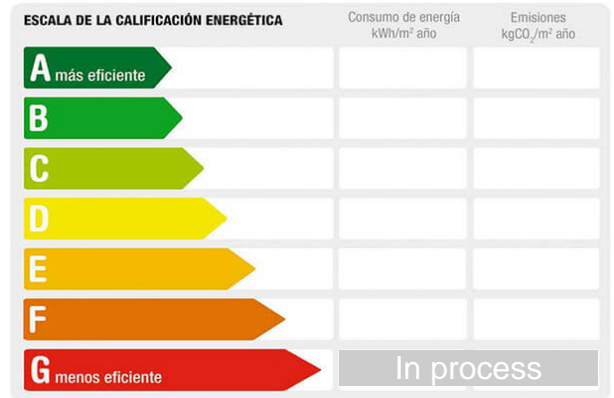 ESCALA DE LA CALIFICACIÓN ENERGÉTICA
Consumo de energía
kWh/m² año
Emisiones
kgCO₂/m² año
A más eficiente
B
C
D
E
F
G menos eficiente
In process